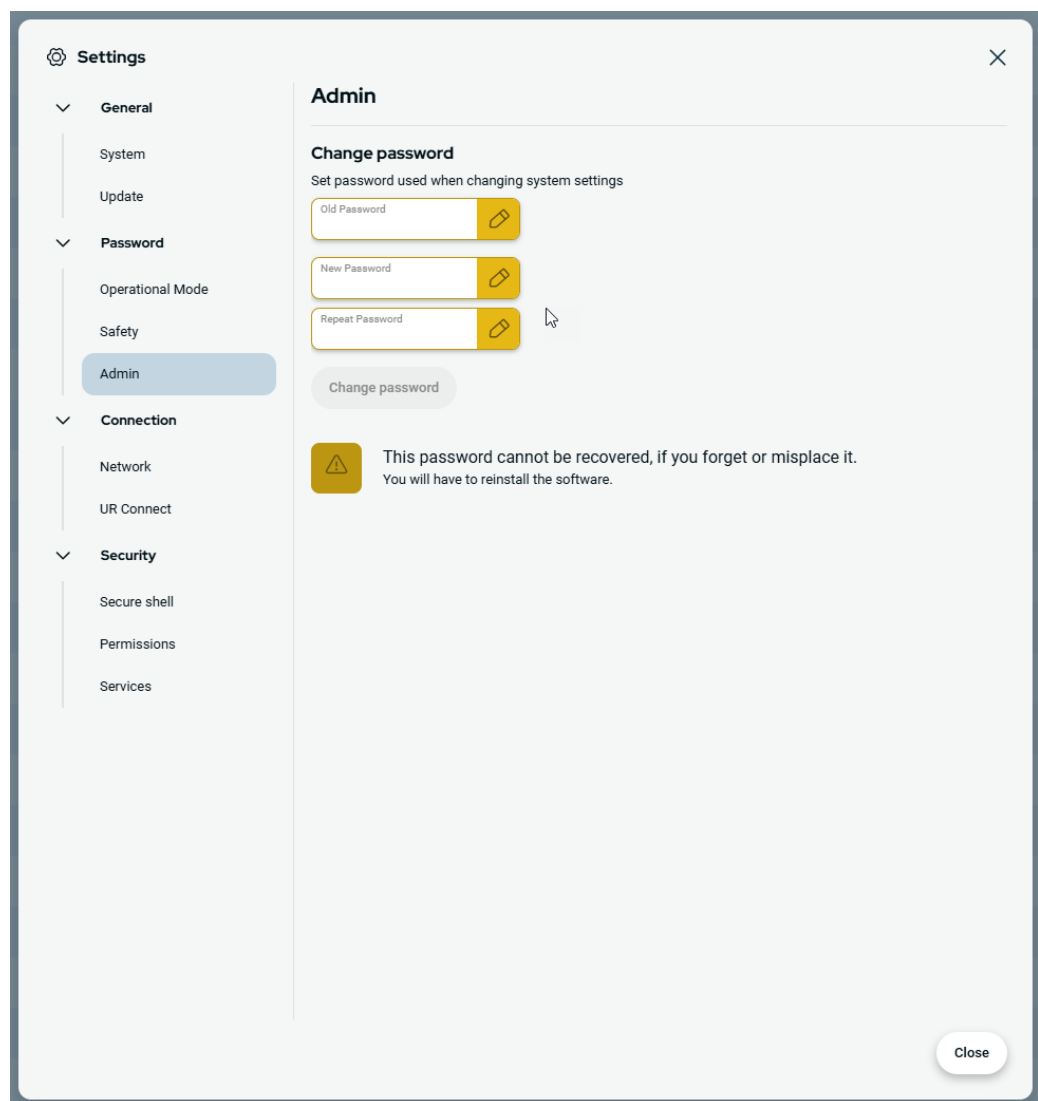 Settings
General
System
Update
Password
Operational Mode
Safety
Admin
Connection
Network
UR Connect
Security
Secure shell
Permissions
Services
Admin
Change password
Set password used when changing system settings
Old Password
New Password
Repeat Password
Change password
This password cannot be recovered, if you forget or misplace it.
You will have to reinstall the software.
Close